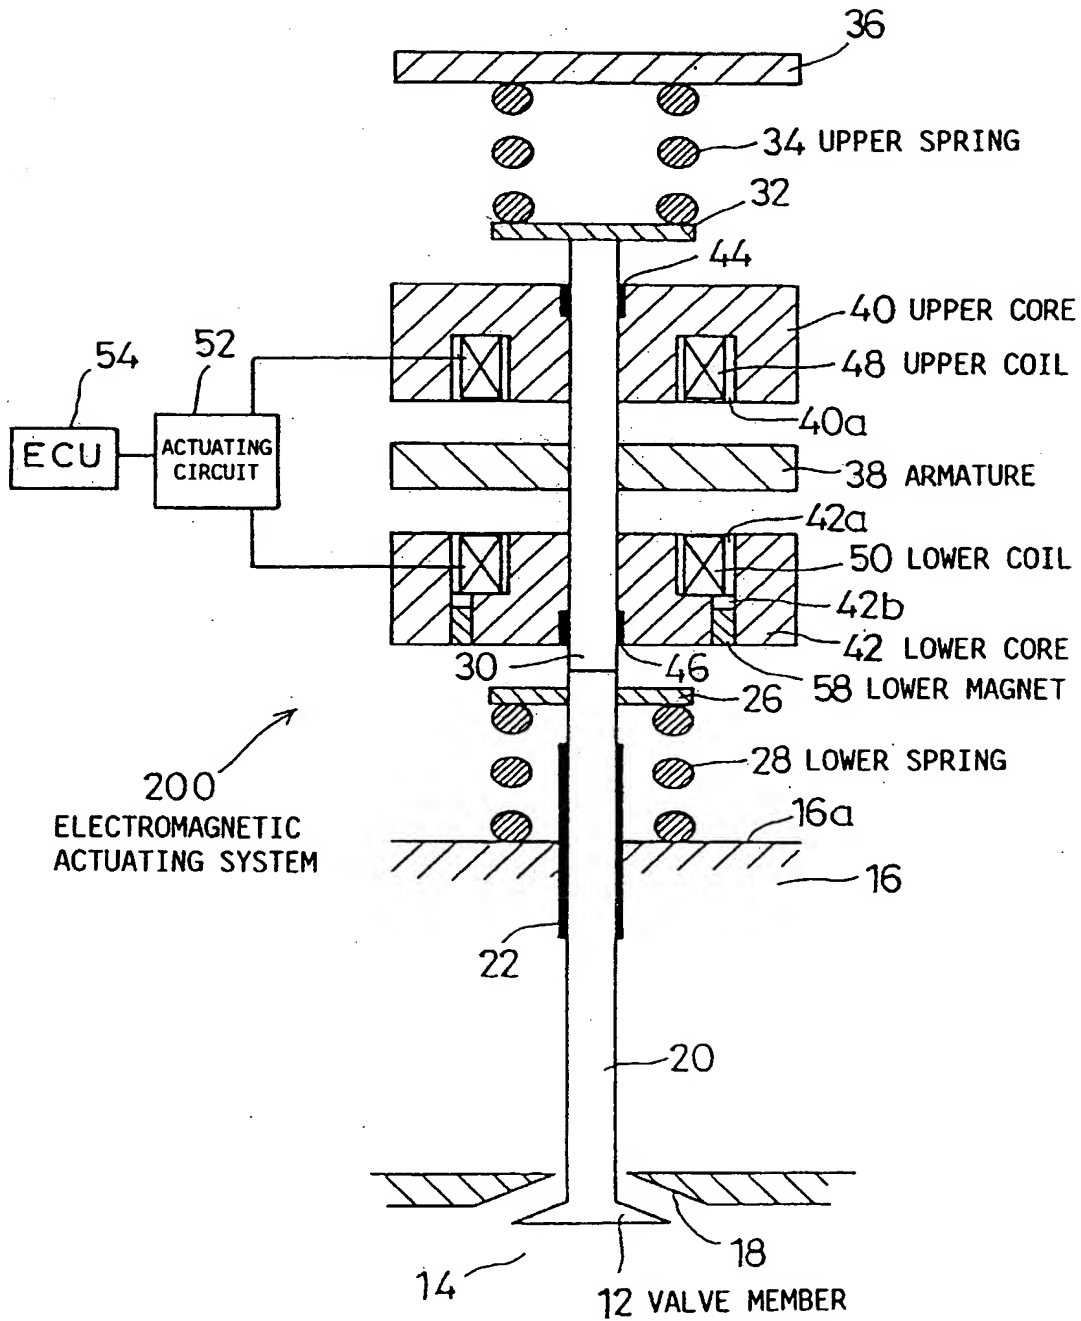 36
34 UPPER SPRING
32
44
40 UPPER CORE
54
52
48 UPPER COIL
40a
ECU
ACTUATING
CIRCUIT
38 ARMATURE
42a
50 LOWER COIL
42b
42 LOWER CORE
30
46
58 LOWER MAGNET
26
28 LOWER SPRING
200
ELECTROMAGNETIC
ACTUATING SYSTEM
16a
16
22
20
18
14
12 VALVE MEMBER